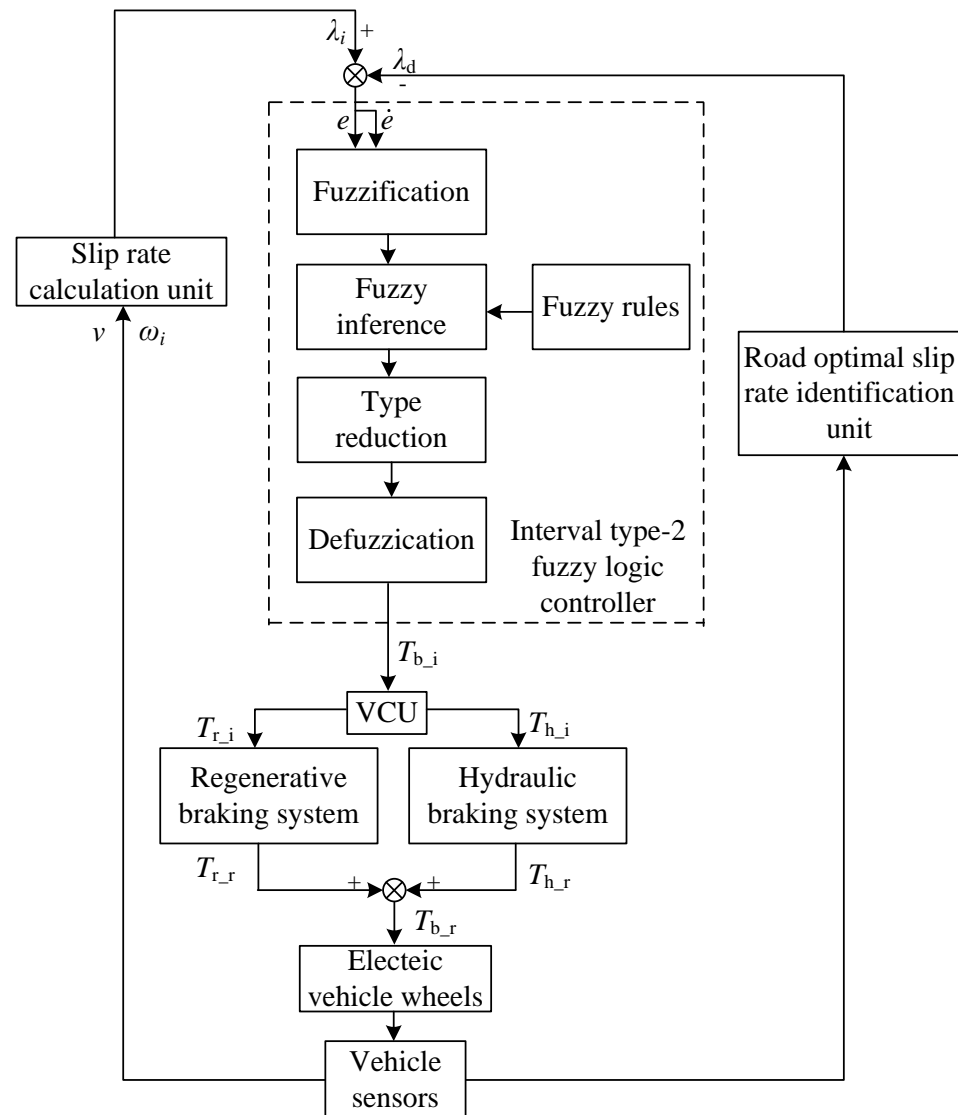 λi +
λd
-
e ė
Fuzzification
Slip rate
calculation unit
Fuzzy
inference
Fuzzy rules
v ωi
Road optimal slip
rate identification
unit
Type
reduction
Defuzzication
Interval type-2
fuzzy logic
controller
Tb_i
VCU
Tr_i
Th_i
Regenerative
braking system
Hydraulic
braking system
Tr_r
Th_r
+ +
Tb_r
Electeic
vehicle wheels
Vehicle
sensors